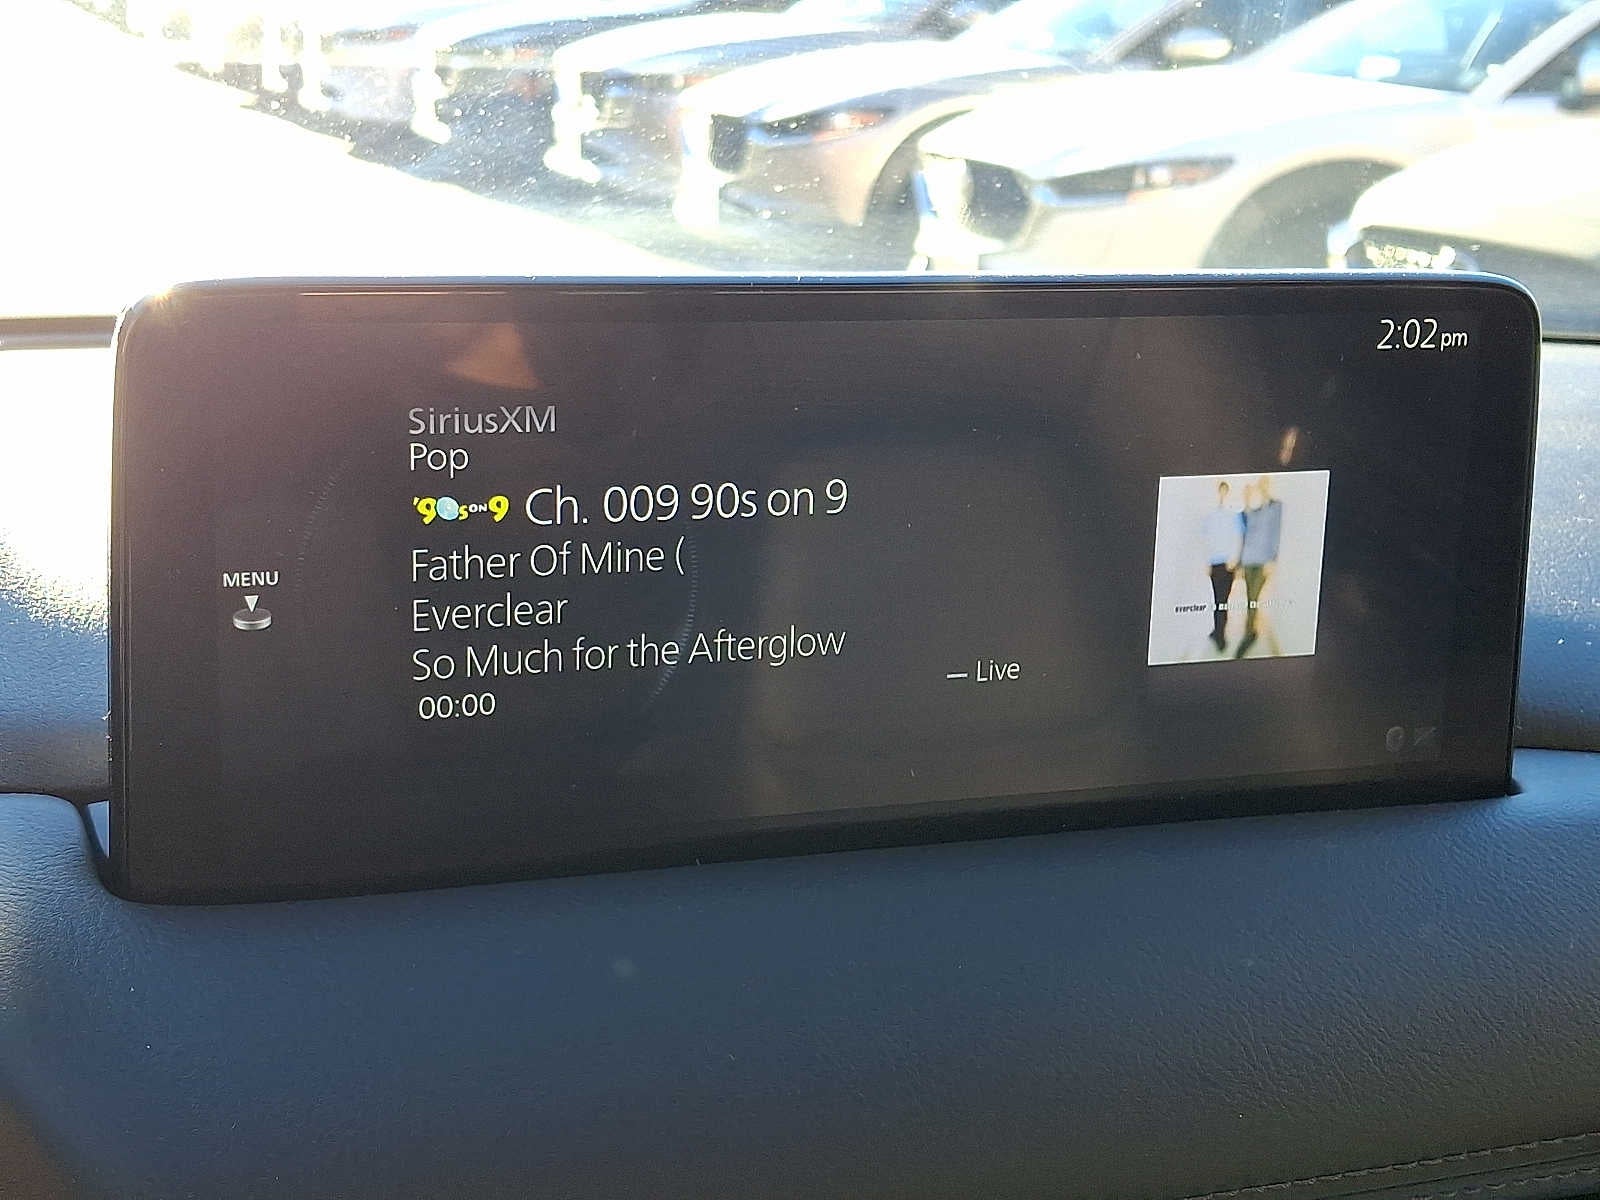 2:02pm
SiriusXM
Pop
'90s ON 9 Ch. 009 90s on 9
MENU
Father Of Mine (
Everclear
So Much for the Afterglow
00:00
Live
everclear